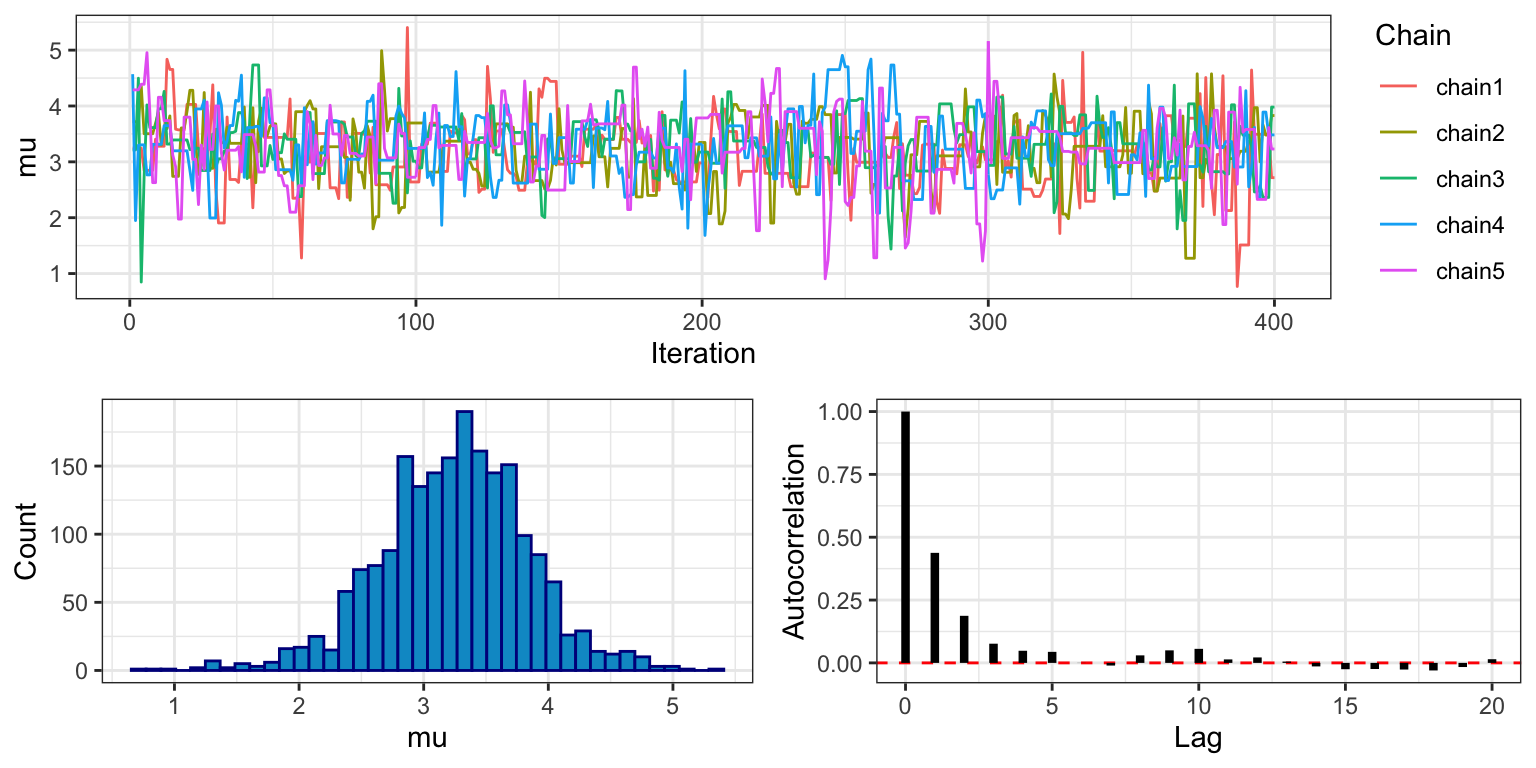 5
4
3
2
1
mu
0 100 200 300 400
Iteration
Chain
chain1
chain2
chain3
chain4
chain5
150
100
50
0
Count
1 2 3 4 5
mu
1.00
0.75
0.50
0.25
0.00
Autocorrelation
0 5 10 15 20
Lag